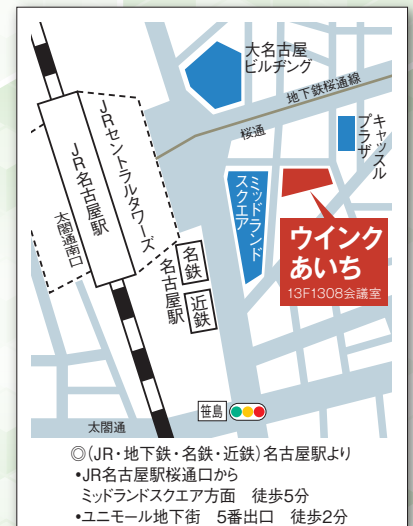 大名古屋
ビルヂング
地下鉄桜通線
桜通
キャッスル
プラザ
JRセントラルタワーズ
JR名古屋駅
太閤通南口
ミッドランド
スクエア
ウインク
あいち
13F1308会議室
名鉄
近鉄
名古屋駅
笹島
太閤通
◎(JR・地下鉄・名鉄・近鉄)名古屋駅より
•JR名古屋駅桜通口から
ミッドランドスクエア方面 徒歩5分
•ユニモール地下街 5番出口 徒歩2分